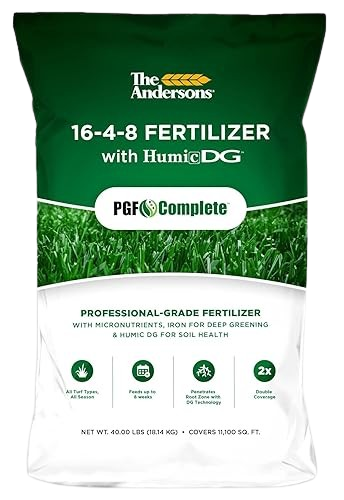 The
Andersons®
16-4-8 FERTILIZER
with HumicDG™
PGF Complete™
PROFESSIONAL-GRADE FERTILIZER
WITH MICRONUTRIENTS, IRON FOR DEEP GREENING
& HUMIC DG FOR SOIL HEALTH
All Turf Types,
All Season
Feeds up to
8 weeks
Penetrates
Root Zone with
DG Technology
2x
Double
Coverage
NET WT. 40.00 LBS (18.14 KG) • COVERS 11,100 SQ. FT.